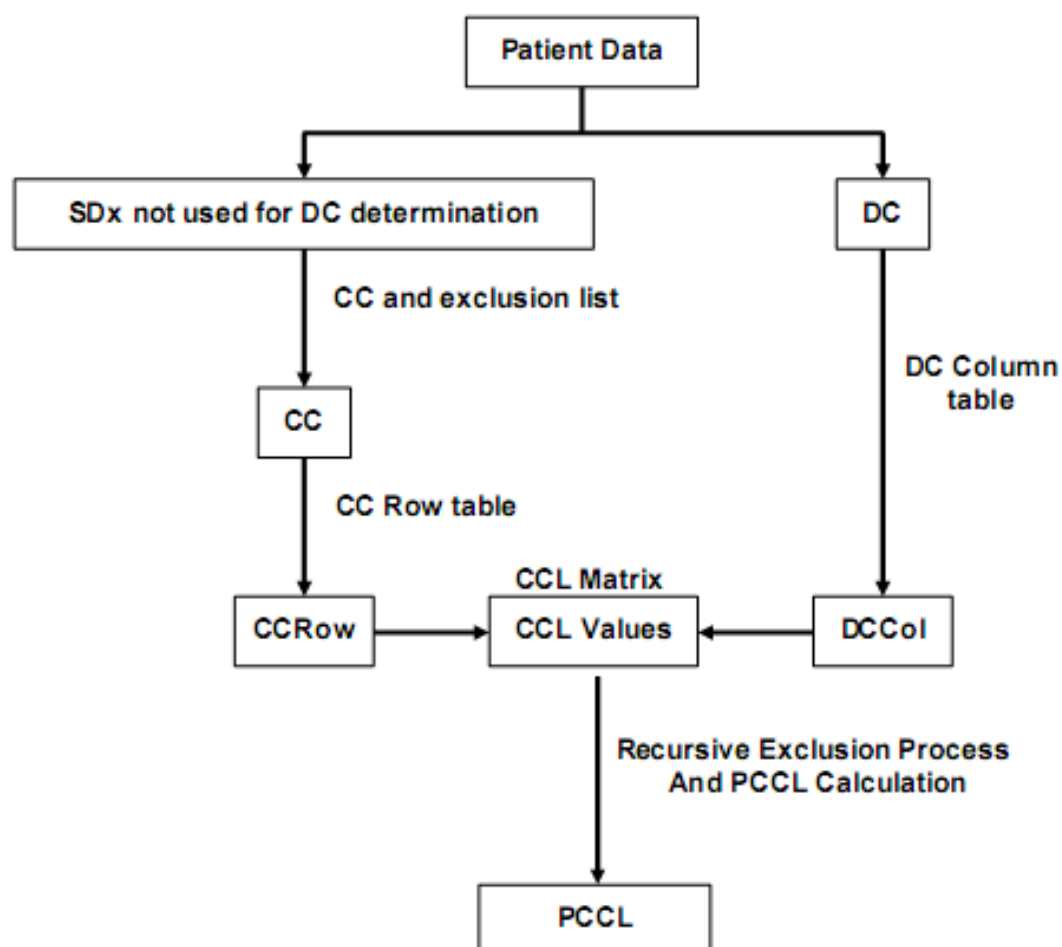 Patient Data
SDx not used for DC determination
DC
CC and exclusion list
DC Column
table
CC
CC Row table
CCL Matrix
CCRow
CCL Values
DCCol
Recursive Exclusion Process
And PCCL Calculation
PCCL